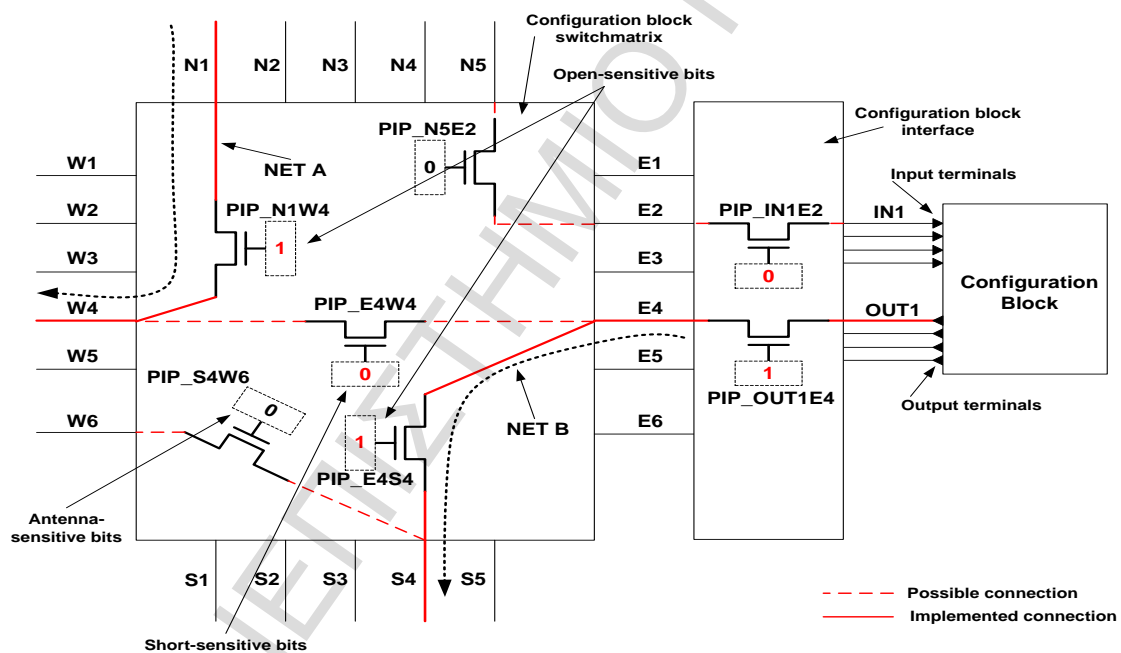 Configuration block
switchmatrix
N1
N2
N3
N4
N5
Open-sensitive bits
PIP_N5E2
0
Configuration block
interface
NET A
W1
E1
Input terminals
PIP_N1W4
1
W2
E2
PIP_IN1E2
IN1
0
W3
E3
Configuration
Block
PIP_E4W4
W4
E4
OUT1
0
W5
E5
1
PIP_S4W6
0
PIP_OUT1E4
Output terminals
W6
1
NET B
E6
PIP_E4S4
Antenna-
sensitive bits
S1
S2
S3
S4
S5
Possible connection
Implemented connection
Short-sensitive bits
ΕΠΙΣΤΗΜΙΟ